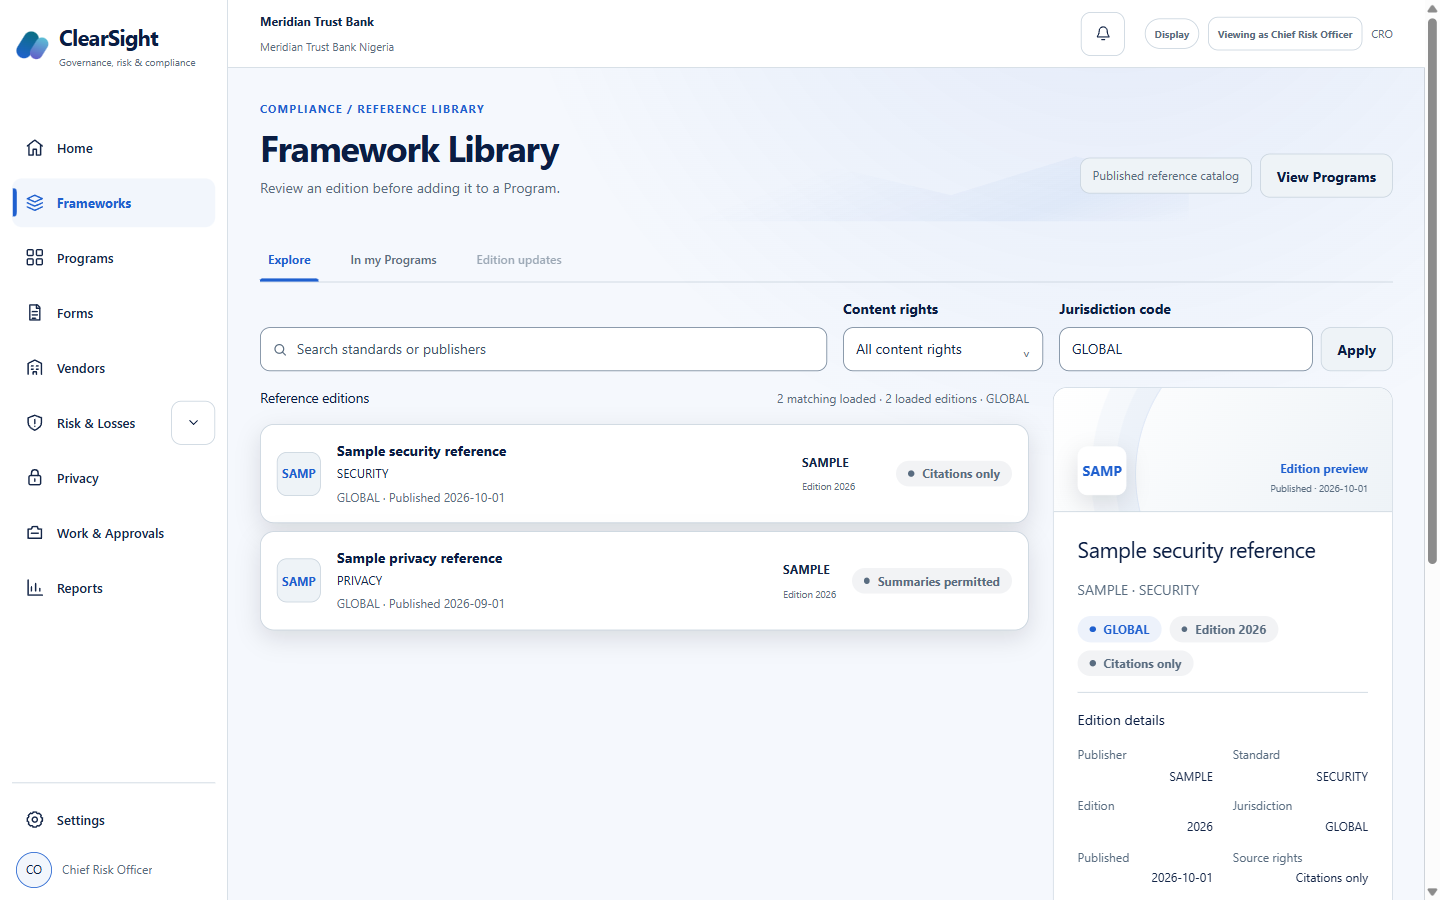 ClearSight
Governance, risk & compliance
Home
Frameworks
Programs
Forms
Vendors
Risk & Losses
Privacy
Work & Approvals
Reports
Settings
CO
Chief Risk Officer
Meridian Trust Bank
Meridian Trust Bank Nigeria
Display
Viewing as Chief Risk Officer
CRO
COMPLIANCE / REFERENCE LIBRARY
Framework Library
Review an edition before adding it to a Program.
Published reference catalog
View Programs
Explore
In my Programs
Edition updates
Content rights
Jurisdiction code
Search standards or publishers
All content rights
GLOBAL
Apply
Reference editions
2 matching loaded · 2 loaded editions · GLOBAL
SAMP
Sample security reference
SECURITY
GLOBAL · Published 2026-10-01
SAMPLE
Edition 2026
Citations only
SAMP
Sample privacy reference
PRIVACY
GLOBAL · Published 2026-09-01
SAMPLE
Edition 2026
Summaries permitted
SAMP
Edition preview
Published · 2026-10-01
Sample security reference
SAMPLE · SECURITY
GLOBAL
Edition 2026
Citations only
Edition details
Publisher
SAMPLE
Standard
SECURITY
Edition
2026
Jurisdiction
GLOBAL
Published
2026-10-01
Source rights
Citations only